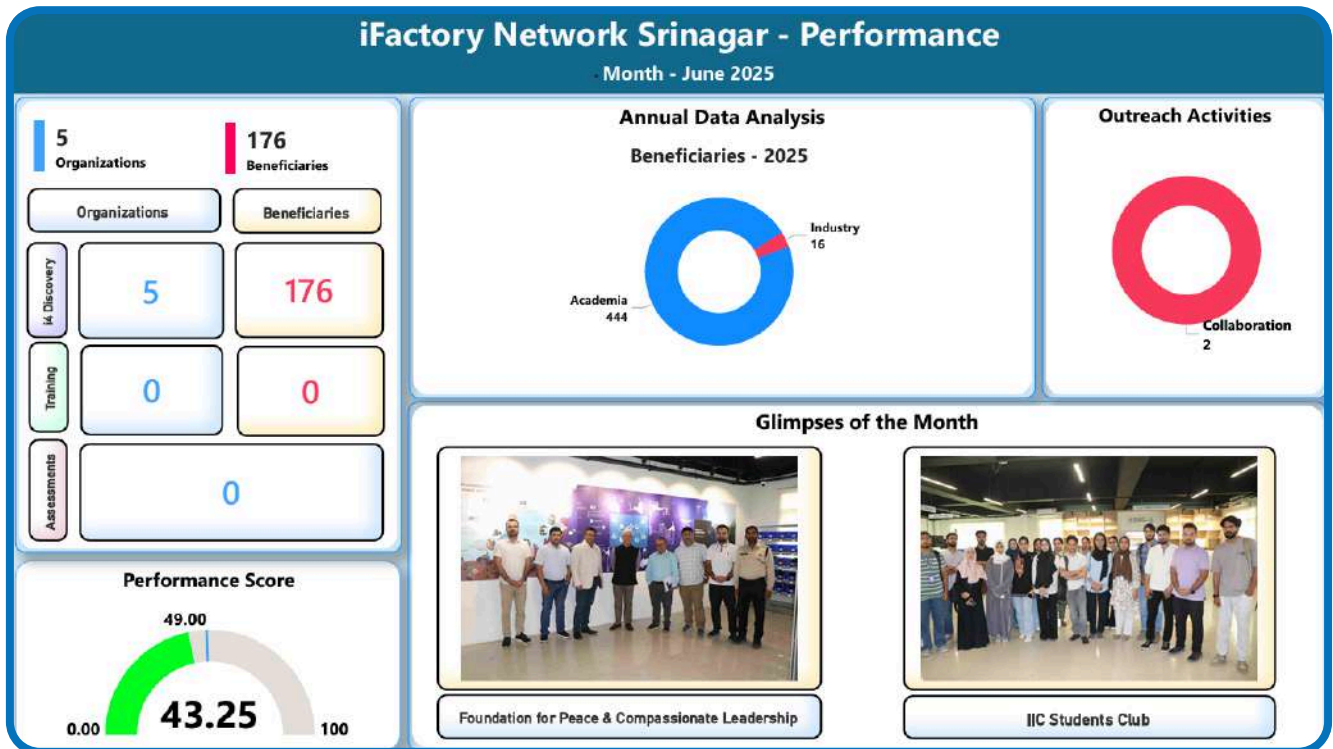 iFactory Network Srinagar - Performance
Month - June 2025
5
Organizations
176
Beneficiaries
Organizations
Beneficiaries
i4 Discovery
5
176
Training
0
0
Assessments
0
Performance Score
49.00
43.25
0.00
100
Annual Data Analysis
Beneficiaries - 2025
Industry
16
Academia
444
Outreach Activities
Collaboration
2
Glimpses of the Month
Foundation for Peace & Compassionate Leadership
IIC Students Club